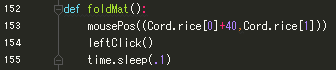 152 def foldMat():
153     mousePos((Cord.rice[0]+40,Cord.rice[1]))
154     leftClick()
155     time.sleep(.1)